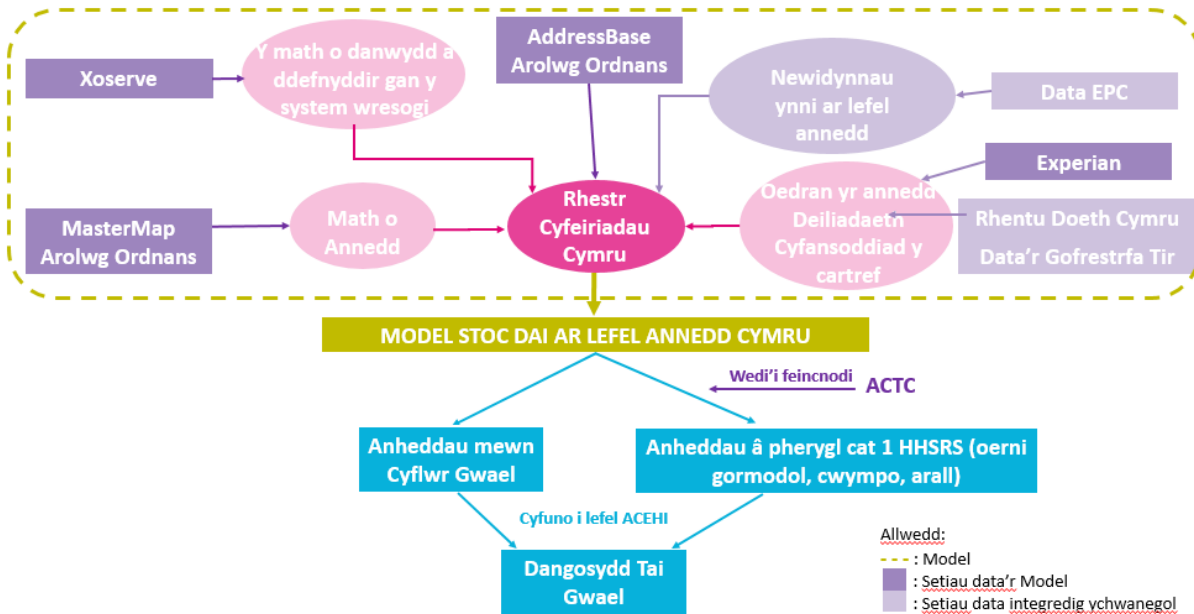 Xoserve
Y math o danwydd a
ddefnyddir gan y
system wresogi
AddressBase
Arolwg Ordnans
Newidynnau
ynni ar lefel
annedd
Data EPC
Experian
MasterMap
Arolwg Ordnans
Math o
Annedd
Rhestr
Cyfeiriadau
Cymru
Oedran yr annedd
Deiliadaeth
Cyfansoddiad y
cartref
Rhentu Doeth Cymru
Data'r Gofrestrfa Tir
MODEL STOC DAI AR LEFEL ANNEDD CYMRU
Wedi'i feincnodi
ACTC
Anheddau mewn
Cyflwr Gwael
Anheddau â pherygl cat 1 HHSRS (oerni
gormodol, cwympo, arall)
Cyfuno i lefel ACEHI
Dangosydd Tai
Gwael
Allwedd:
: Model
: Setiau data'r Model
: Setiau data integredig ychwanegol